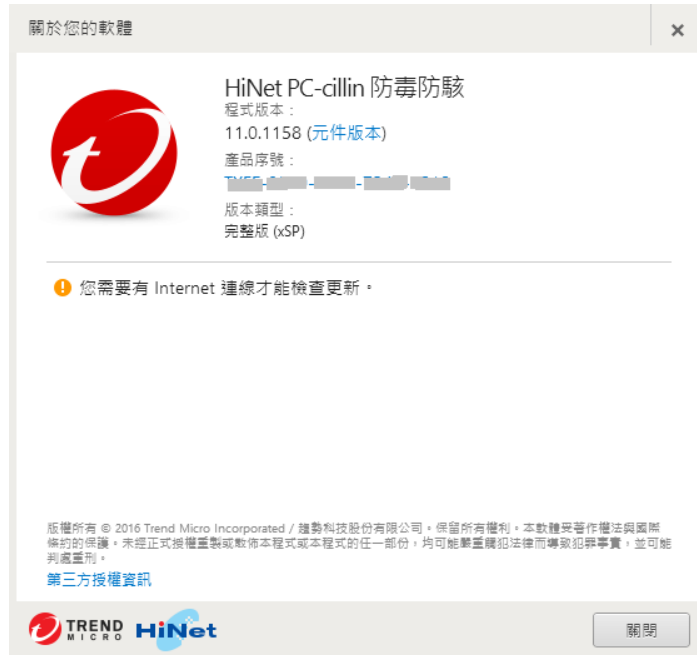 關於您的軟體
HiNet PC-cillin 防毒防駭
程式版本：
11.0.1158 (元件版本)
產品序號：
版本類型：
完整版 (xSP)
您需要有 Internet 連線才能檢查更新。
版權所有 © 2016 Trend Micro Incorporated / 趨勢科技股份有限公司。保留所有權利。本軟體受著作權法與國際
條約的保護。未經正式授權重製或散佈本程式或本程式的任一部份，均可能嚴重觸犯法律而導致犯罪事實，並可能
判處重刑。
第三方授權資訊
TREND
MICRO
HiNet
關閉